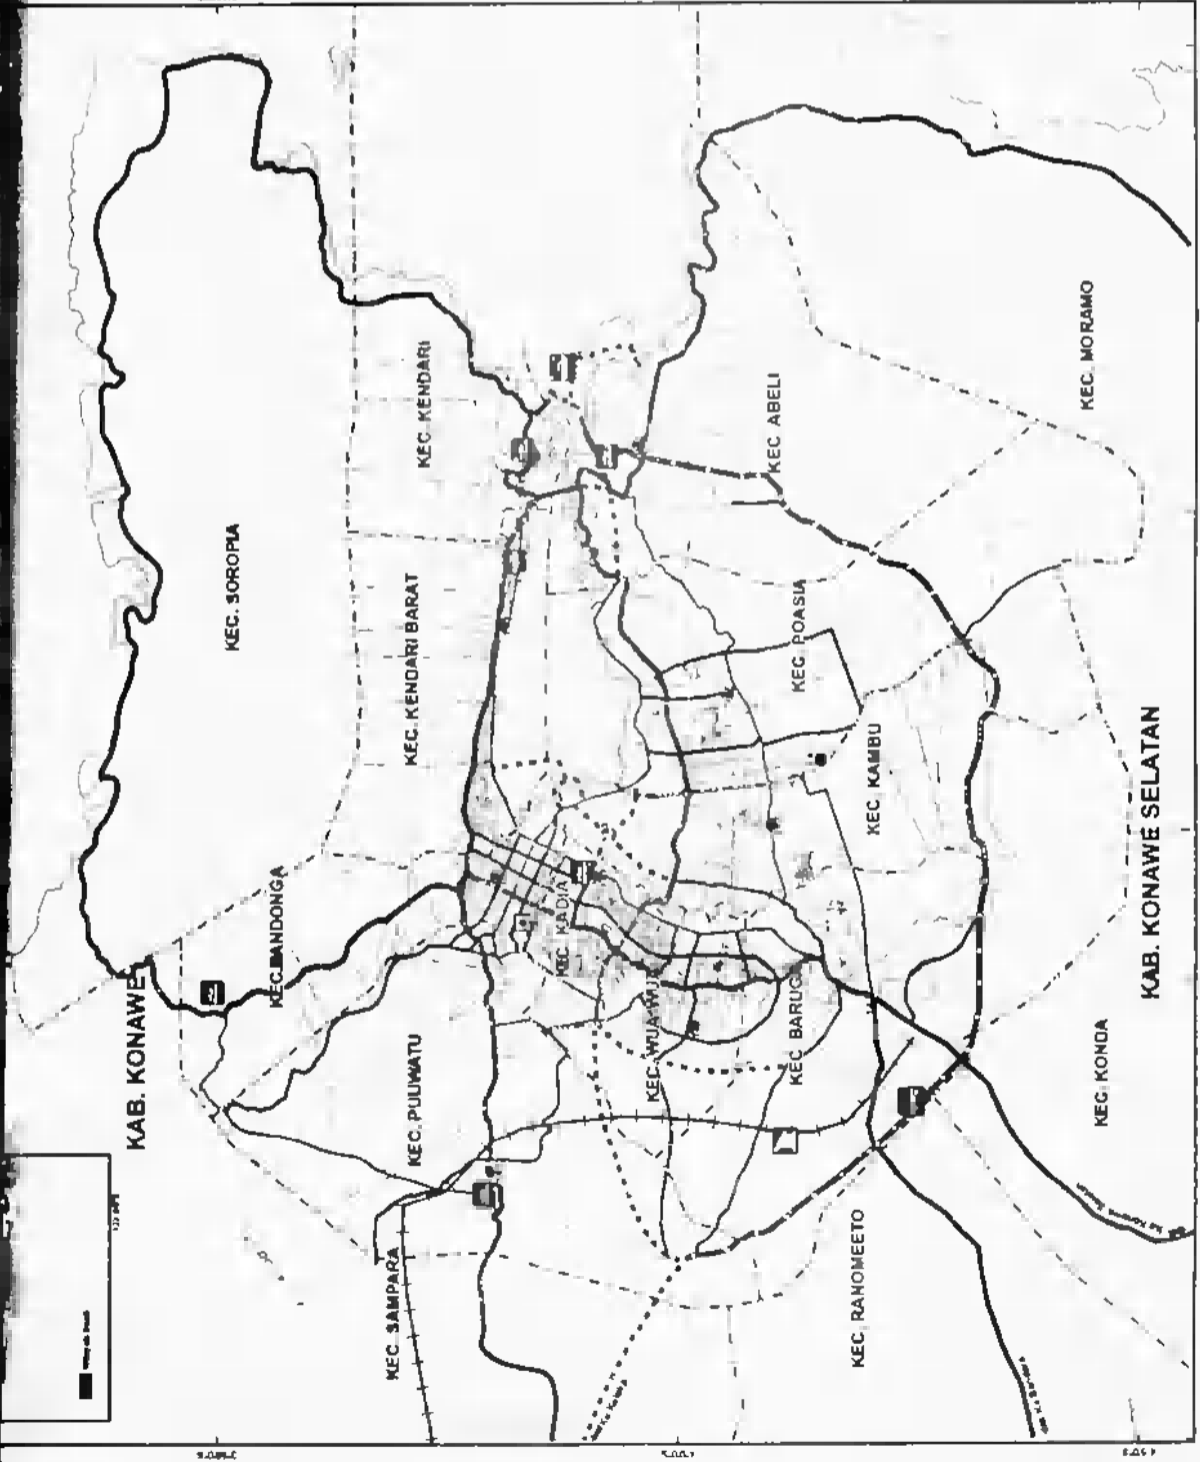 KEC. SOROPIA
KEC. KENDARI
KEC. KENDARI BARAT
KEC. MANDONGA
KAB. KONAWE
KEC. PUUWATU
KEC. SAMPARA
KEC. KADIA
KEC. WUA-WUA
KEC. BARUGA
KEC. ABELI
KEC. POASIA
KEC. KAMBU
KEC. MORAMO
KAB. KONAWE SELATAN
KEC. KONDA
KEC. RANOMEETO